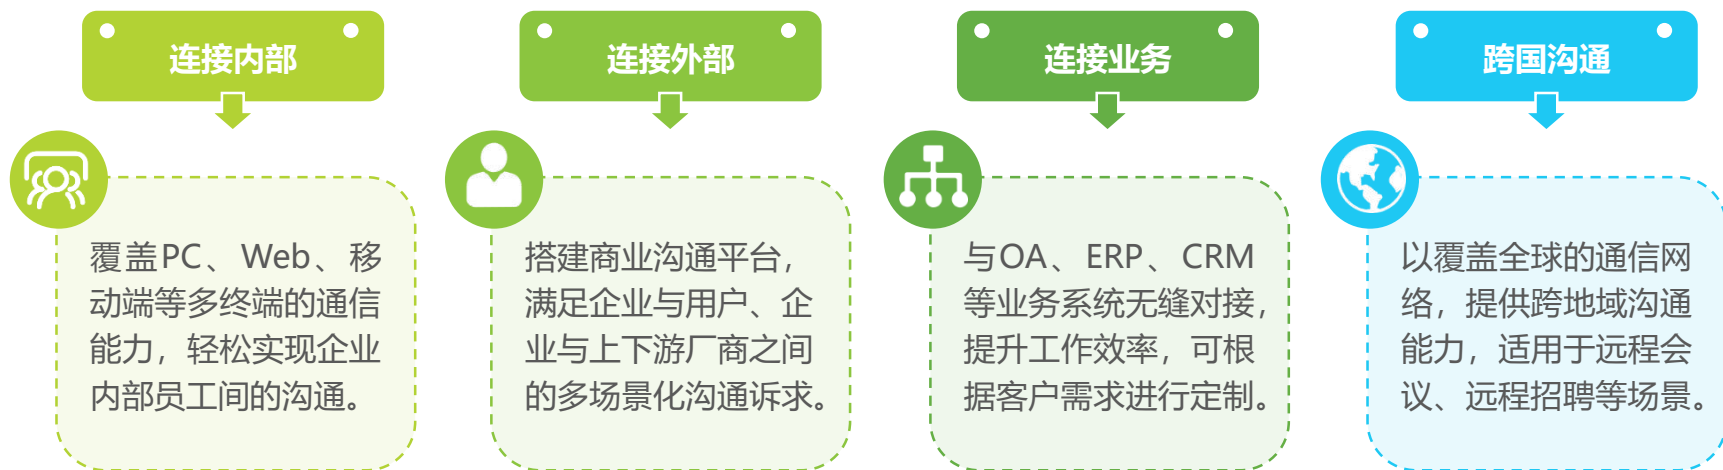 连接内部
覆盖PC、Web、移
动端等多终端的通信
能力，轻松实现企业
内部员工间的沟通。
连接外部
搭建商业沟通平台，
满足企业与用户、企
业与上下游厂商之间
的多场景化沟通诉求。
连接业务
与OA、ERP、CRM
等业务系统无缝对接，
提升工作效率，可根
据客户需求进行定制。
跨国沟通
以覆盖全球的通信网
络，提供跨地域沟通
能力，适用于远程会
议、远程招聘等场景。